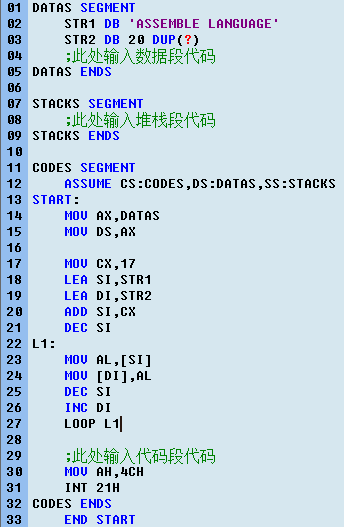 01 DATAS SEGMENT
02 STR1 DB 'ASSEMBLE LANGUAGE'
03 STR2 DB 20 DUP(?)
04 ;此处输入数据段代码
05 DATAS ENDS
06
07 STACKS SEGMENT
08 ;此处输入堆栈段代码
09 STACKS ENDS
10
11 CODES SEGMENT
12 ASSUME CS:CODES,DS:DATAS,SS:STACKS
13 START:
14 MOV AX,DATAS
15 MOV DS,AX
16
17 MOV CX,17
18 LEA SI,STR1
19 LEA DI,STR2
20 ADD SI,CX
21 DEC SI
22 L1:
23 MOV AL,[SI]
24 MOV [DI],AL
25 DEC SI
26 INC DI
27 LOOP L1
28
29 ;此处输入代码段代码
30 MOV AH,4CH
31 INT 21H
32 CODES ENDS
33 END START